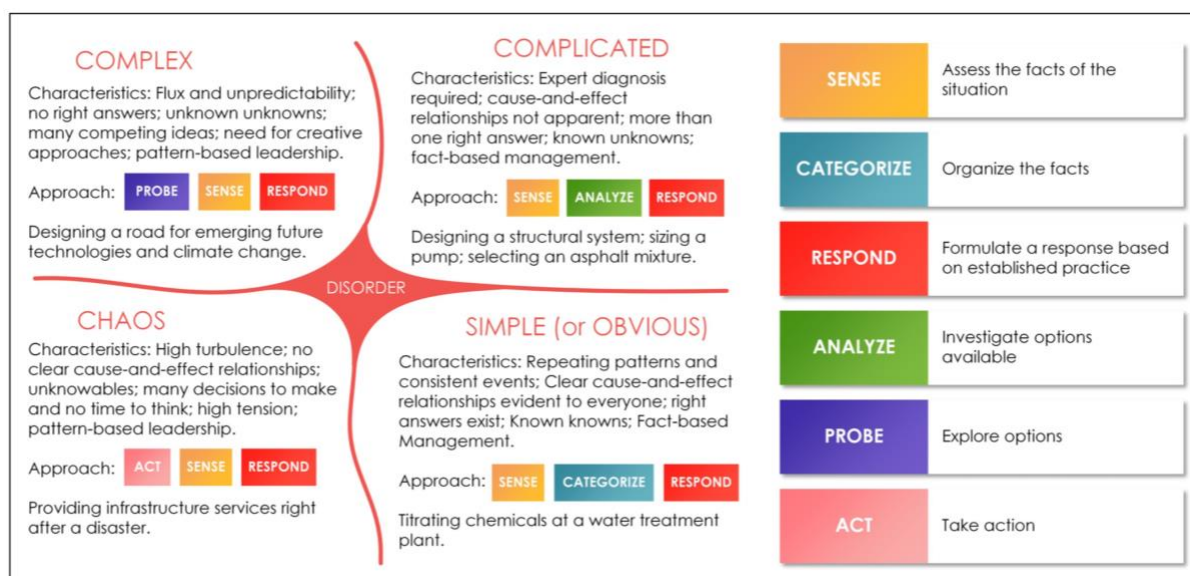 COMPLEX
Characteristics: Flux and unpredictability;
no right answers; unknown unknowns;
many competing ideas; need for creative
approaches; pattern-based leadership.
Approach: PROBE SENSE RESPOND
Designing a road for emerging future
technologies and climate change.
COMPLICATED
Characteristics: Expert diagnosis
required; cause-and-effect
relationships not apparent; more than
one right answer; known unknowns;
fact-based management.
Approach: SENSE ANALYZE RESPOND
Designing a structural system; sizing a
pump; selecting an asphalt mixture.
DISORDER
CHAOS
Characteristics: High turbulence; no
clear cause-and-effect relationships;
unknowables; many decisions to make
and no time to think; high tension;
pattern-based leadership.
Approach: ACT SENSE RESPOND
Providing infrastructure services right
after a disaster.
SIMPLE (or OBVIOUS)
Characteristics: Repeating patterns and
consistent events; Clear cause-and-effect
relationships evident to everyone; right
answers exist; Known knowns; Fact-based
Management.
Approach: SENSE CATEGORIZE RESPOND
Titrating chemicals at a water treatment
plant.
SENSE
Assess the facts of the
situation
CATEGORIZE
Organize the facts
RESPOND
Formulate a response based
on established practice
ANALYZE
Investigate options
available
PROBE
Explore options
ACT
Take action